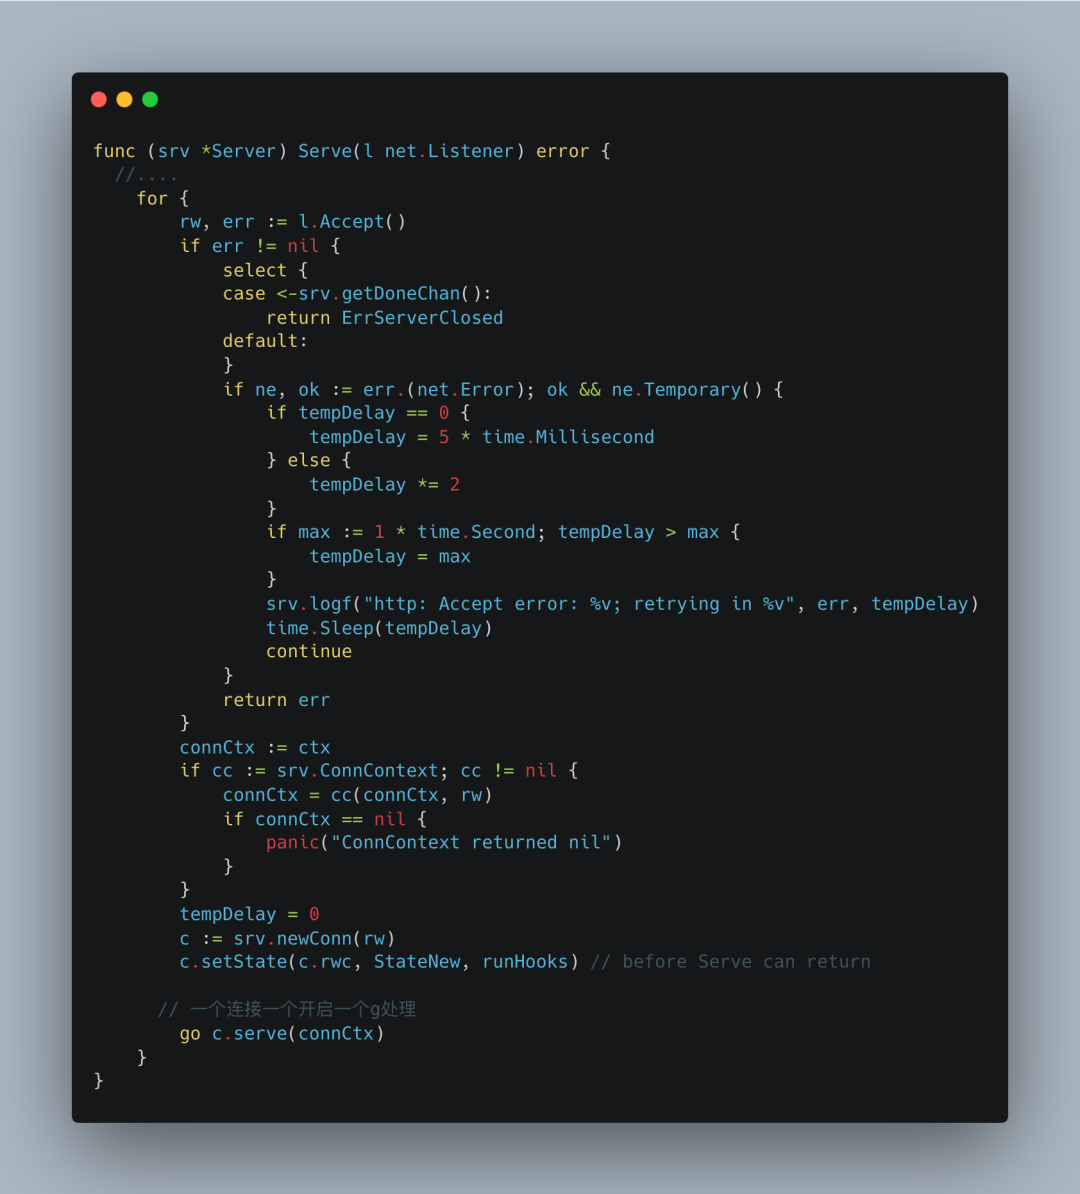 func (srv *Server) Serve(l net.Listener) error {
  //....
    for {
        rw, err := l.Accept()
        if err != nil {
            select {
            case <-srv.getDoneChan():
                return ErrServerClosed
            default:
            }
            if ne, ok := err.(net.Error); ok && ne.Temporary() {
                if tempDelay == 0 {
                    tempDelay = 5 * time.Millisecond
                } else {
                    tempDelay *= 2
                }
                if max := 1 * time.Second; tempDelay > max {
                    tempDelay = max
                }
                srv.logf("http: Accept error: %v; retrying in %v", err, tempDelay)
                time.Sleep(tempDelay)
                continue
            }
            return err
        }
        connCtx := ctx
        if cc := srv.ConnContext; cc != nil {
            connCtx = cc(connCtx, rw)
            if connCtx == nil {
                panic("ConnContext returned nil")
            }
        }
        tempDelay = 0
        c := srv.newConn(rw)
        c.setState(c.rwc, StateNew, runHooks) // before Serve can return

      // 一个连接一个开启一个g处理
        go c.serve(connCtx)
    }
}